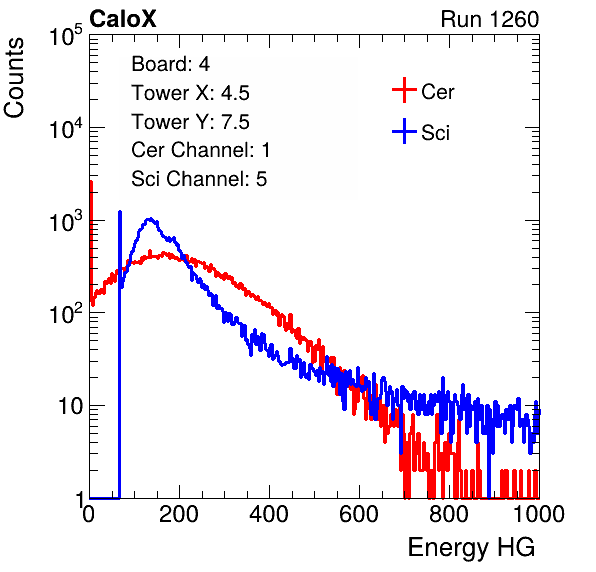 CaloX Run 1260
Counts
Board: 4
Tower X: 4.5
Tower Y: 7.5
Cer Channel: 1
Sci Channel: 5
Cer
Sci
10^5
10^4
10^3
10^2
10
1
0 200 400 600 800 1000
Energy HG